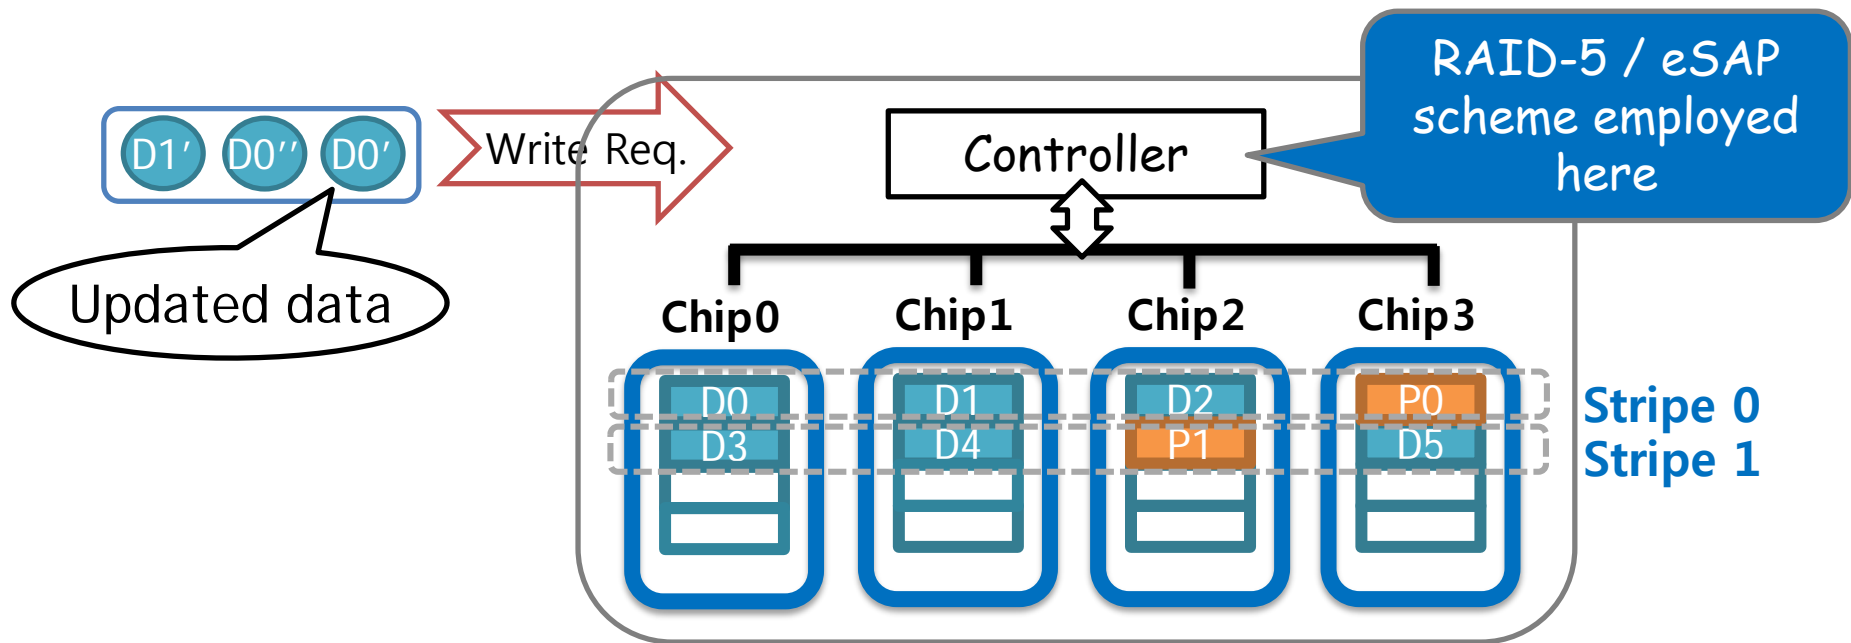 RAID-5 / eSAP
scheme employed
here
D1' D0'' D0'
Write Req.
Controller
Updated data
Chip0 Chip1 Chip2 Chip3
D0 D1 D2 P0
Stripe 0
D3 D4 P1 D5
Stripe 1